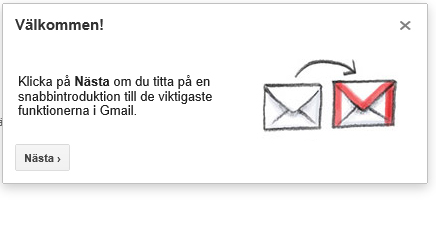 Välkommen!
Klicka på Nästa om du titta på en
snabbintroduktion till de viktigaste
funktionerna i Gmail.
Nästa ›